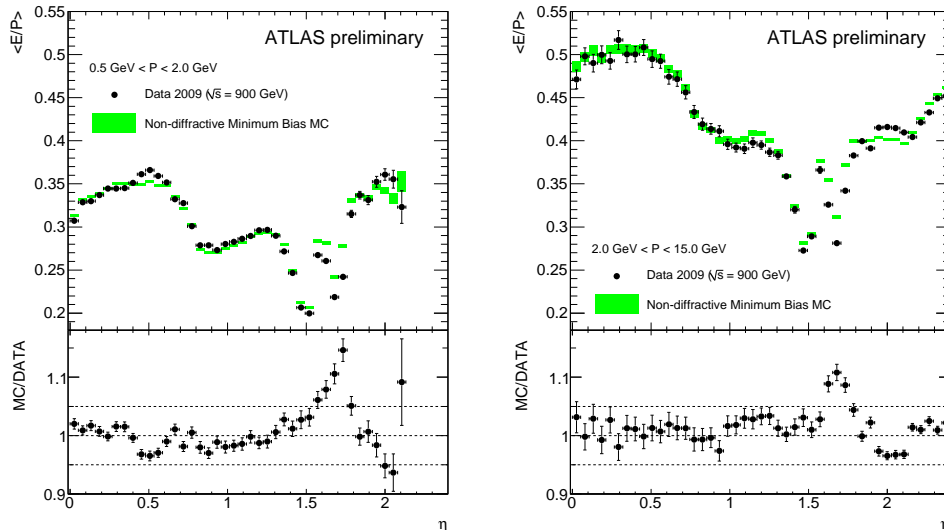 <E/P>
ATLAS preliminary
0.5 GeV < P < 2.0 GeV
Data 2009 (√s = 900 GeV)
Non-diffractive Minimum Bias MC
0.55
0.5
0.45
0.4
0.35
0.3
0.25
0.2
MC/DATA
1.1
1
0.9
0 0.5 1 1.5 2
η
<E/P>
ATLAS preliminary
0.55
0.5
0.45
0.4
0.35
0.3
0.25
0.2
2.0 GeV < P < 15.0 GeV
Data 2009 (√s = 900 GeV)
Non-diffractive Minimum Bias MC
MC/DATA
1.1
1
0.9
0 0.5 1 1.5 2
η